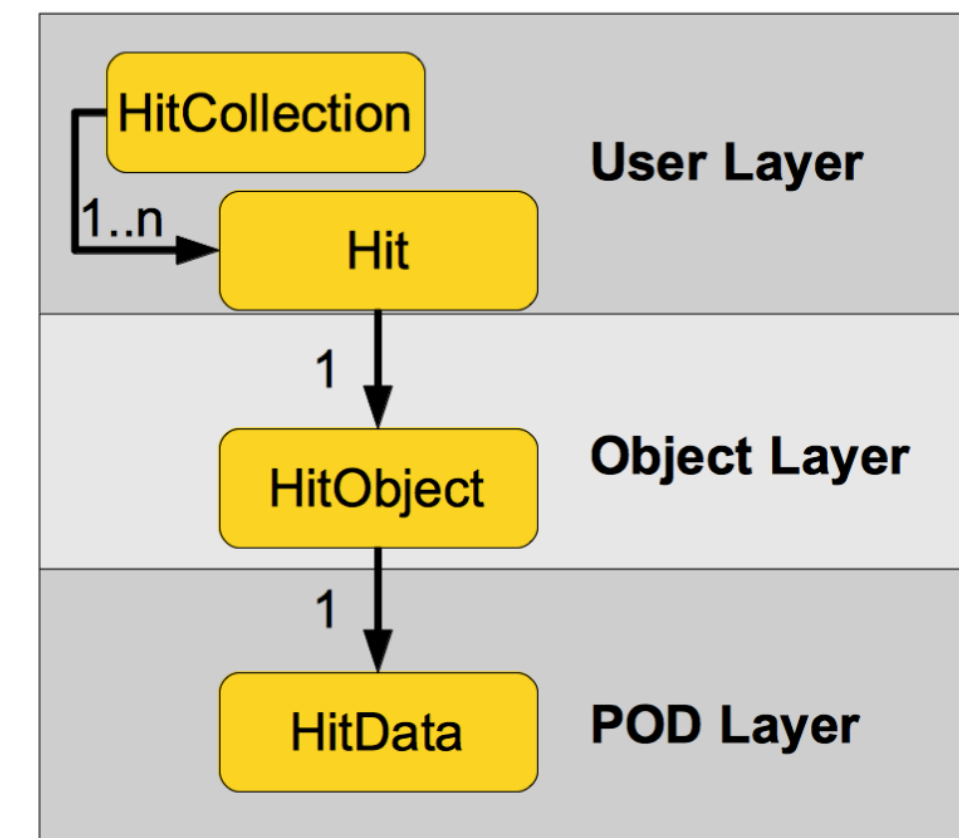 HitCollection
User Layer
1..n
Hit
1
Object Layer
HitObject
1
HitData
POD Layer